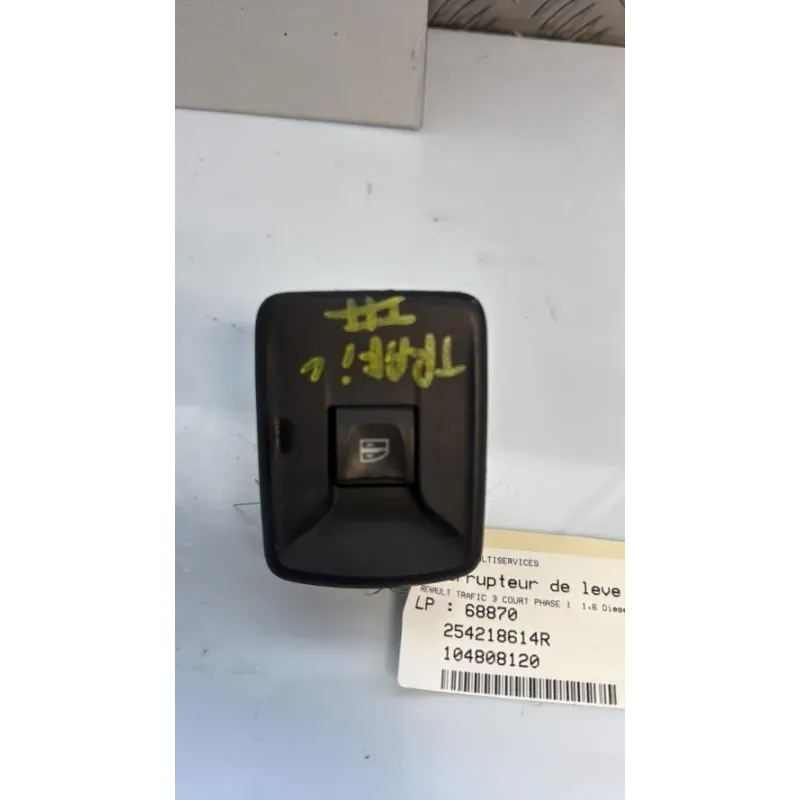 TRAFIC
III
LTISERVICES
rrupteur de leve
RENAULT TRAFIC 3 COURT PHASE 1 1.6 Diese
LP : 68870
254218614R
104808120